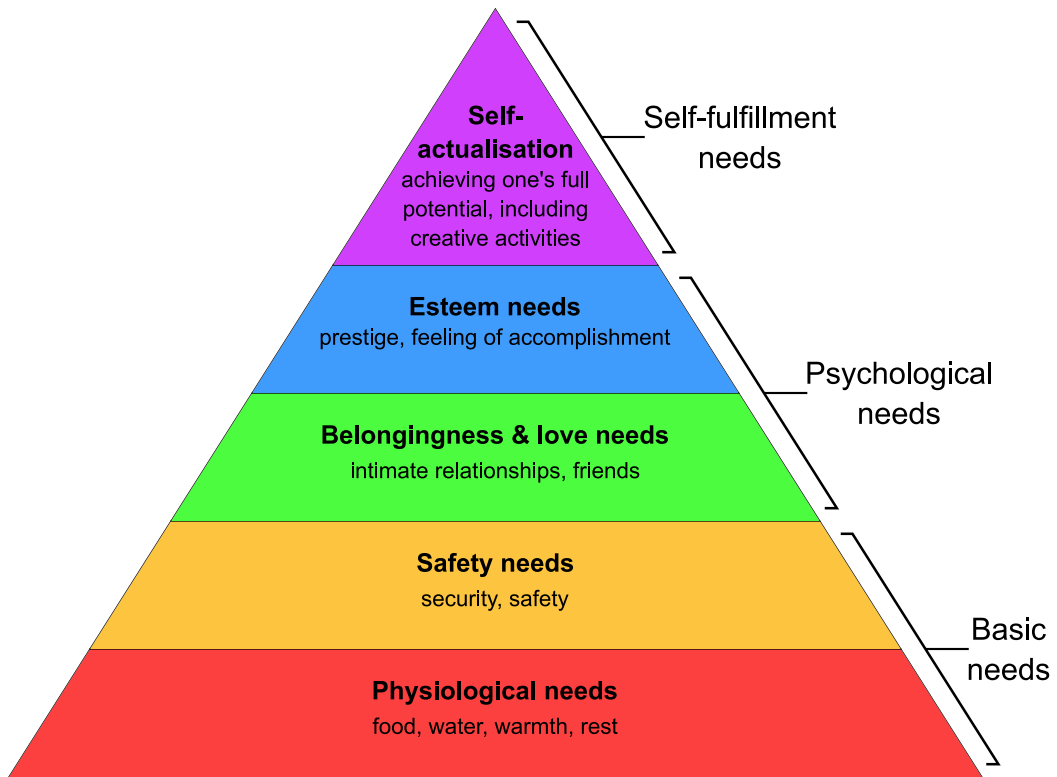 Self-
actualisation
achieving one's full
potential, including
creative activities
Self-fulfillment
needs
Esteem needs
prestige, feeling of accomplishment
Psychological
needs
Belongingness & love needs
intimate relationships, friends
Safety needs
security, safety
Basic
needs
Physiological needs
food, water, warmth, rest